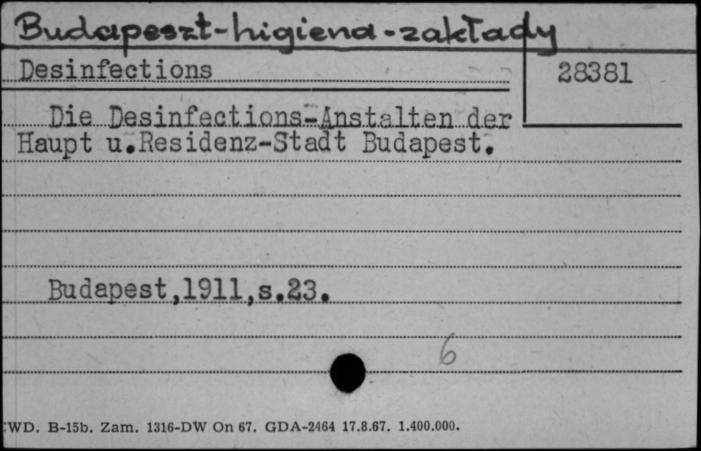 Budapeszt-higiena-zakłady
Desinfections 28381
Die Desinfections-Anstalten der
Haupt u.Residenz-Stadt Budapest.
Budapest,1911,s.23.
6
WD. B-15b. Zam. 1316-DW On 67. GDA-2464 17.8.67. 1.400.000.